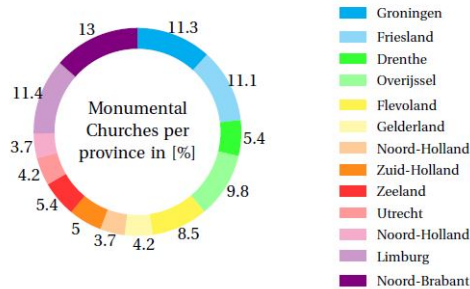 13
11.3
11.1
5.4
9.8
8.5
4.2
3.7
5
5.4
4.2
3.7
11.4
Monumental
Churches per
province in [%]
Groningen
Friesland
Drenthe
Overijssel
Flevoland
Gelderland
Noord-Holland
Zuid-Holland
Zeeland
Utrecht
Noord-Holland
Limburg
Noord-Brabant